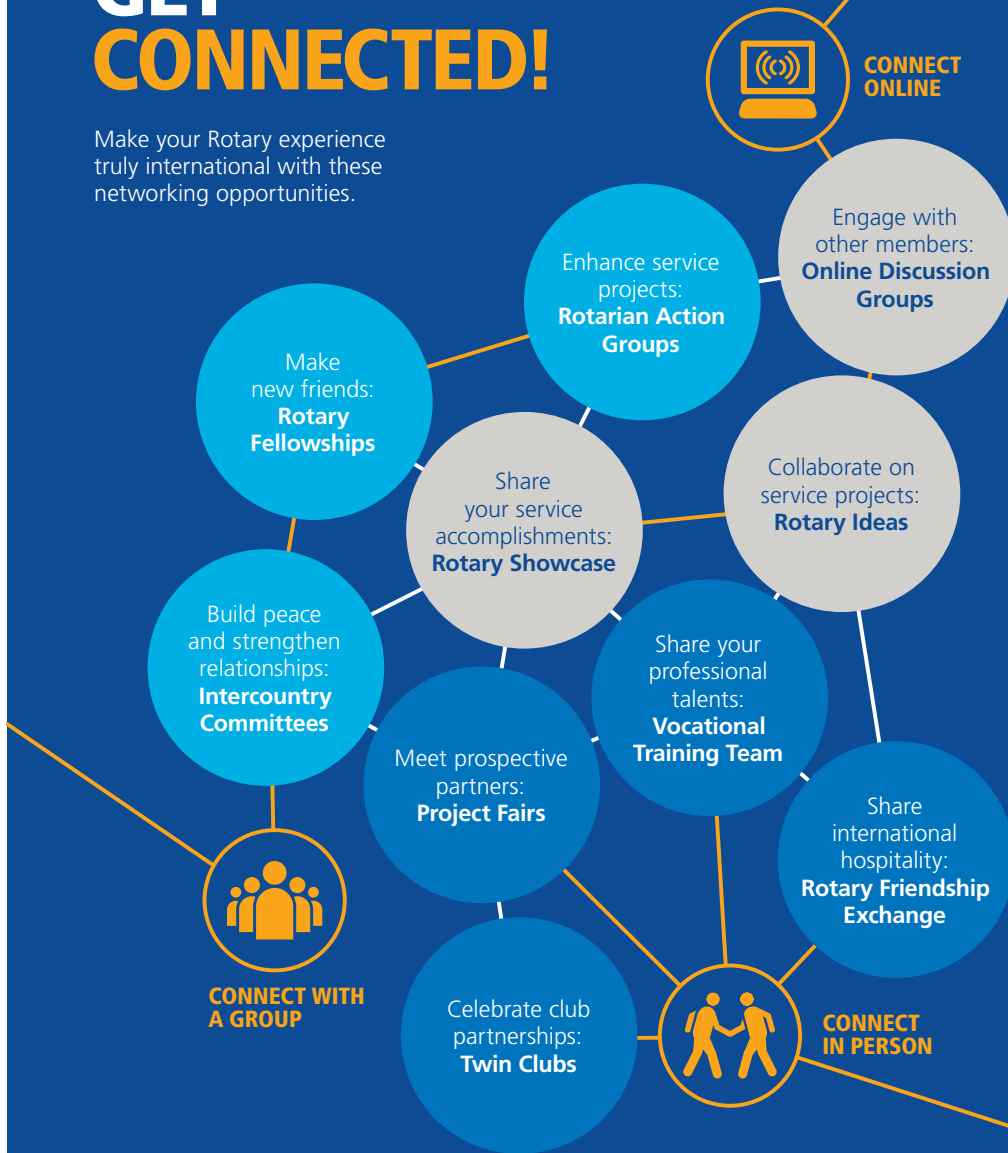 GET
CONNECTED!
Make your Rotary experience
truly international with these
networking opportunities.
CONNECT
ONLINE
Engage with
other members:
Online Discussion
Groups
Enhance service
projects:
Rotarian Action
Groups
Make
new friends:
Rotary
Fellowships
Share
your service
accomplishments:
Rotary Showcase
Collaborate on
service projects:
Rotary Ideas
Build peace
and strengthen
relationships:
Intercountry
Committees
Share your
professional
talents:
Vocational
Training Team
Meet prospective
partners:
Project Fairs
Share
international
hospitality:
Rotary Friendship
Exchange
CONNECT WITH
A GROUP
Celebrate club
partnerships:
Twin Clubs
CONNECT
IN PERSON